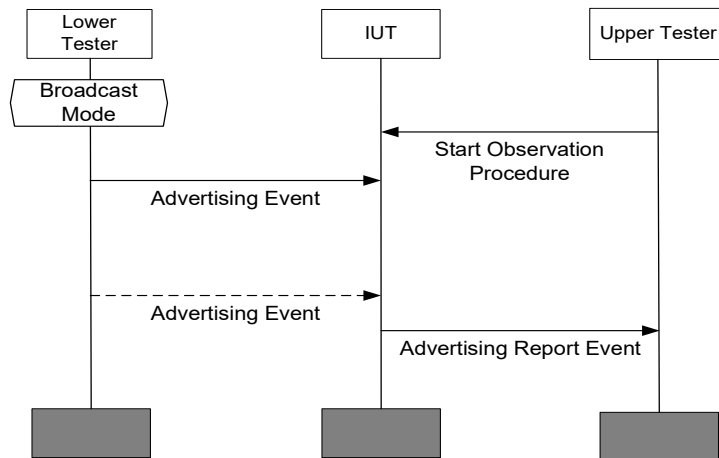 Lower
Tester
IUT
Upper Tester
Broadcast
Mode
Start Observation
Procedure
Advertising Event
Advertising Event
Advertising Report Event